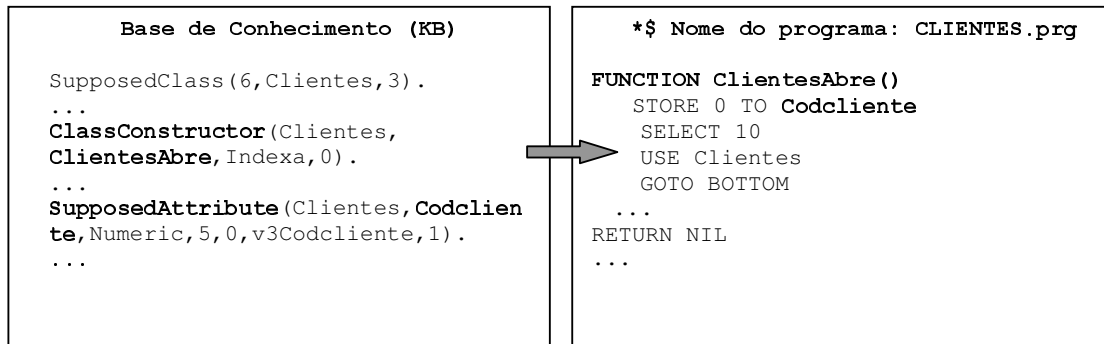 Base de Conhecimento (KB)
SupposedClass(6,Clientes,3).
...
ClassConstructor(Clientes,
ClientesAbre,Indexa,0).
...
SupposedAttribute(Clientes,Codclien
te,Numeric,5,0,v3Codcliente,1).
...
*$ Nome do programa: CLIENTES.prg
FUNCTION ClientesAbre()
STORE 0 TO Codcliente
SELECT 10
USE Clientes
GOTO BOTTOM
...
RETURN NIL
...